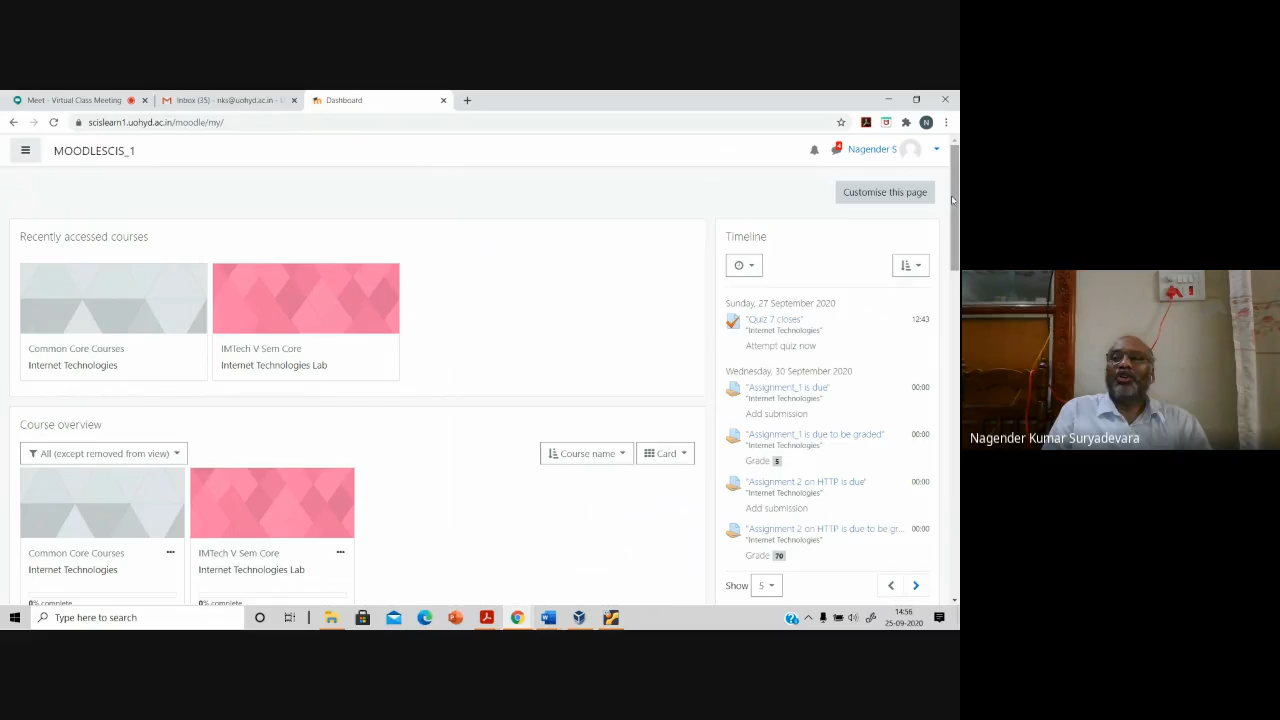 Meet - Virtual Class Meeting
Inbox (35) - nks@uohyd.ac.in -
Dashboard
scislearn1.uohyd.ac.in/moodle/my/
N
MOODLESCIS_1
4
Nagender S
Customise this page
Recently accessed courses
Common Core Courses
Internet Technologies
IMTech V Sem Core
Internet Technologies Lab
Course overview
All (except removed from view)
Course name
Card
Common Core Courses
Internet Technologies
0% complete
IMTech V Sem Core
Internet Technologies Lab
0% complete
Timeline
Sunday, 27 September 2020
"Quiz 7 closes"
12:43
"Internet Technologies"
Attempt quiz now
Wednesday, 30 September 2020
"Assignment_1 is due"
00:00
"Internet Technologies"
Add submission
"Assignment_1 is due to be graded"
00:00
"Internet Technologies"
Grade 5
"Assignment 2 on HTTP is due"
00:00
"Internet Technologies"
Add submission
"Assignment 2 on HTTP is due to be gr...
00:00
"Internet Technologies"
Grade 70
Show 5
Type here to search
14:56
25-09-2020
Nagender Kumar Suryadevara